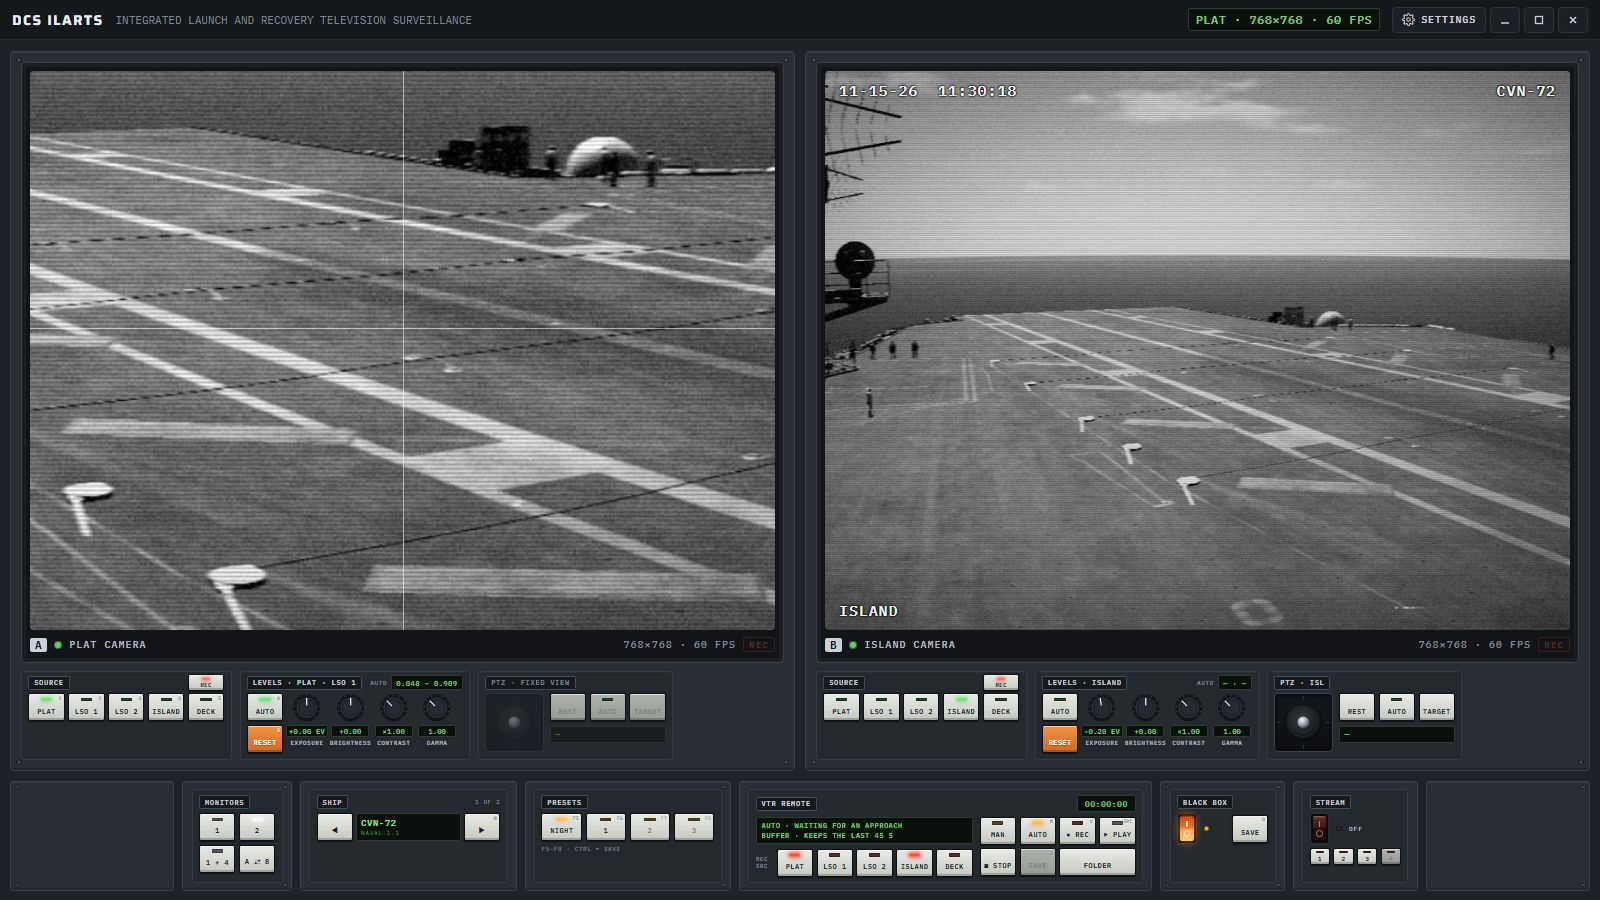 DCS ILARTS INTEGRATED LAUNCH AND RECOVERY TELEVISION SURVEILLANCE PLAT · 768×768 · 60 FPS SETTINGS
11-15-26 11:30:18 CVN-72
ISLAND
A PLAT CAMERA 768×768 · 60 FPS REC
B ISLAND CAMERA 768×768 · 60 FPS REC
SOURCE REC
PLAT LSO 1 LSO 2 ISLAND DECK
LEVELS · PLAT · LSO 1 AUTO 0.048 – 0.909
AUTO
RESET +0.00 EV +0.00 ×1.00 1.00
EXPOSURE BRIGHTNESS CONTRAST GAMMA
PTZ · FIXED VIEW
REST AUTO TARGET
—
SOURCE REC
PLAT LSO 1 LSO 2 ISLAND DECK
LEVELS · ISLAND AUTO – . –
AUTO
RESET -0.20 EV +0.00 ×1.00 1.00
EXPOSURE BRIGHTNESS CONTRAST GAMMA
PTZ · ISL
REST AUTO TARGET
—
MONITORS
1 2
1 + 4 A ⇄ B
SHIP 1 OF 2
◀ CVN-72 ▶
NAVAL-1-1
PRESETS
NIGHT F5 1 F6 2 F7 3 F8
F5–F8 · CTRL = SAVE
VTR REMOTE 00:00:00
AUTO · WAITING FOR AN APPROACH
BUFFER · KEEPS THE LAST 45 S
MAN AUTO ● REC ▶ PLAY
REC SRC PLAT LSO 1 LSO 2 ISLAND DECK
■ STOP SAVE FOLDER
BLACK BOX
SAVE
STREAM
OFF
1 2 3 4